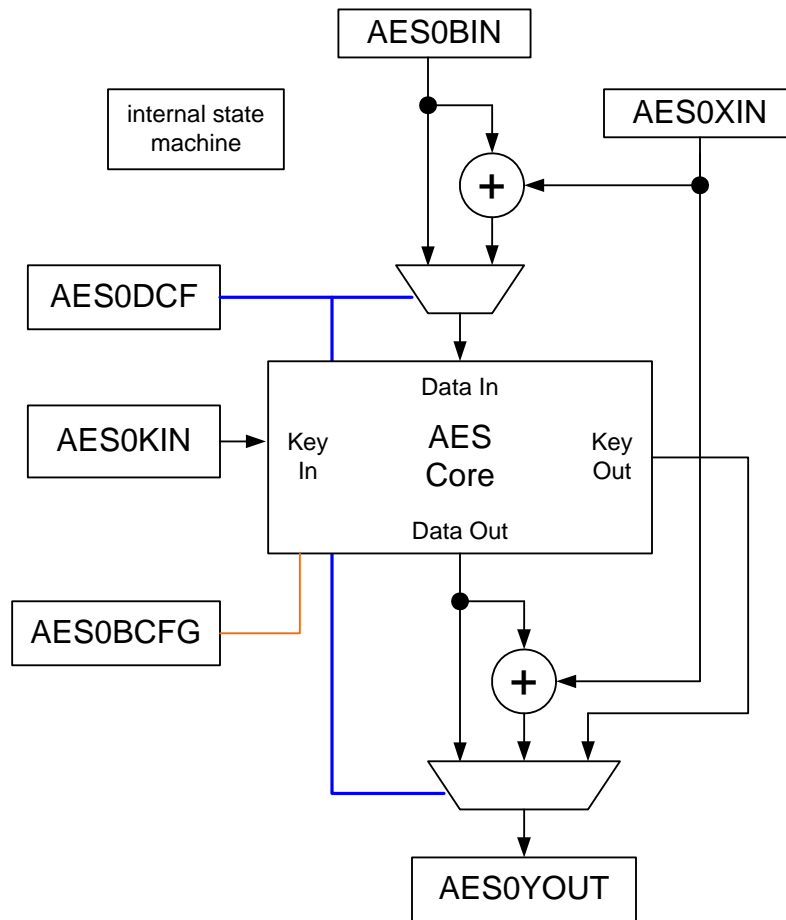 AES0BIN
internal state
machine
AES0XIN
+
AES0DCF
Data In
AES0KIN
Key
In
AES
Core
Key
Out
Data Out
AES0BCFG
+
AES0YOUT